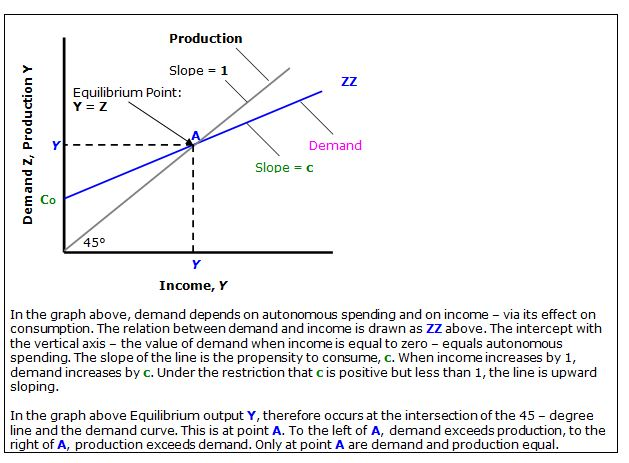 Production
Slope = 1
ZZ
Equilibrium Point:
Y = Z
Demand Z, Production Y
A
Y
Demand
Slope = c
Co
45°
Y
Income, Y
In the graph above, demand depends on autonomous spending and on income – via its effect on
consumption. The relation between demand and income is drawn as ZZ above. The intercept with
the vertical axis – the value of demand when income is equal to zero – equals autonomous
spending. The slope of the line is the propensity to consume, c. When income increases by 1,
demand increases by c. Under the restriction that c is positive but less than 1, the line is upward
sloping.
In the graph above Equilibrium output Y, therefore occurs at the intersection of the 45 – degree
line and the demand curve. This is at point A. To the left of A, demand exceeds production, to the
right of A, production exceeds demand. Only at point A are demand and production equal.